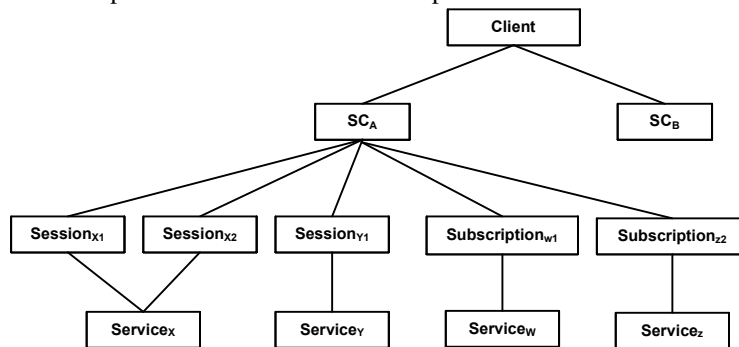 Client
SCA
SCB
SessionX1
SessionX2
SessionY1
Subscriptionw1
Subscriptionz2
ServiceX
ServiceY
ServiceW
Servicez